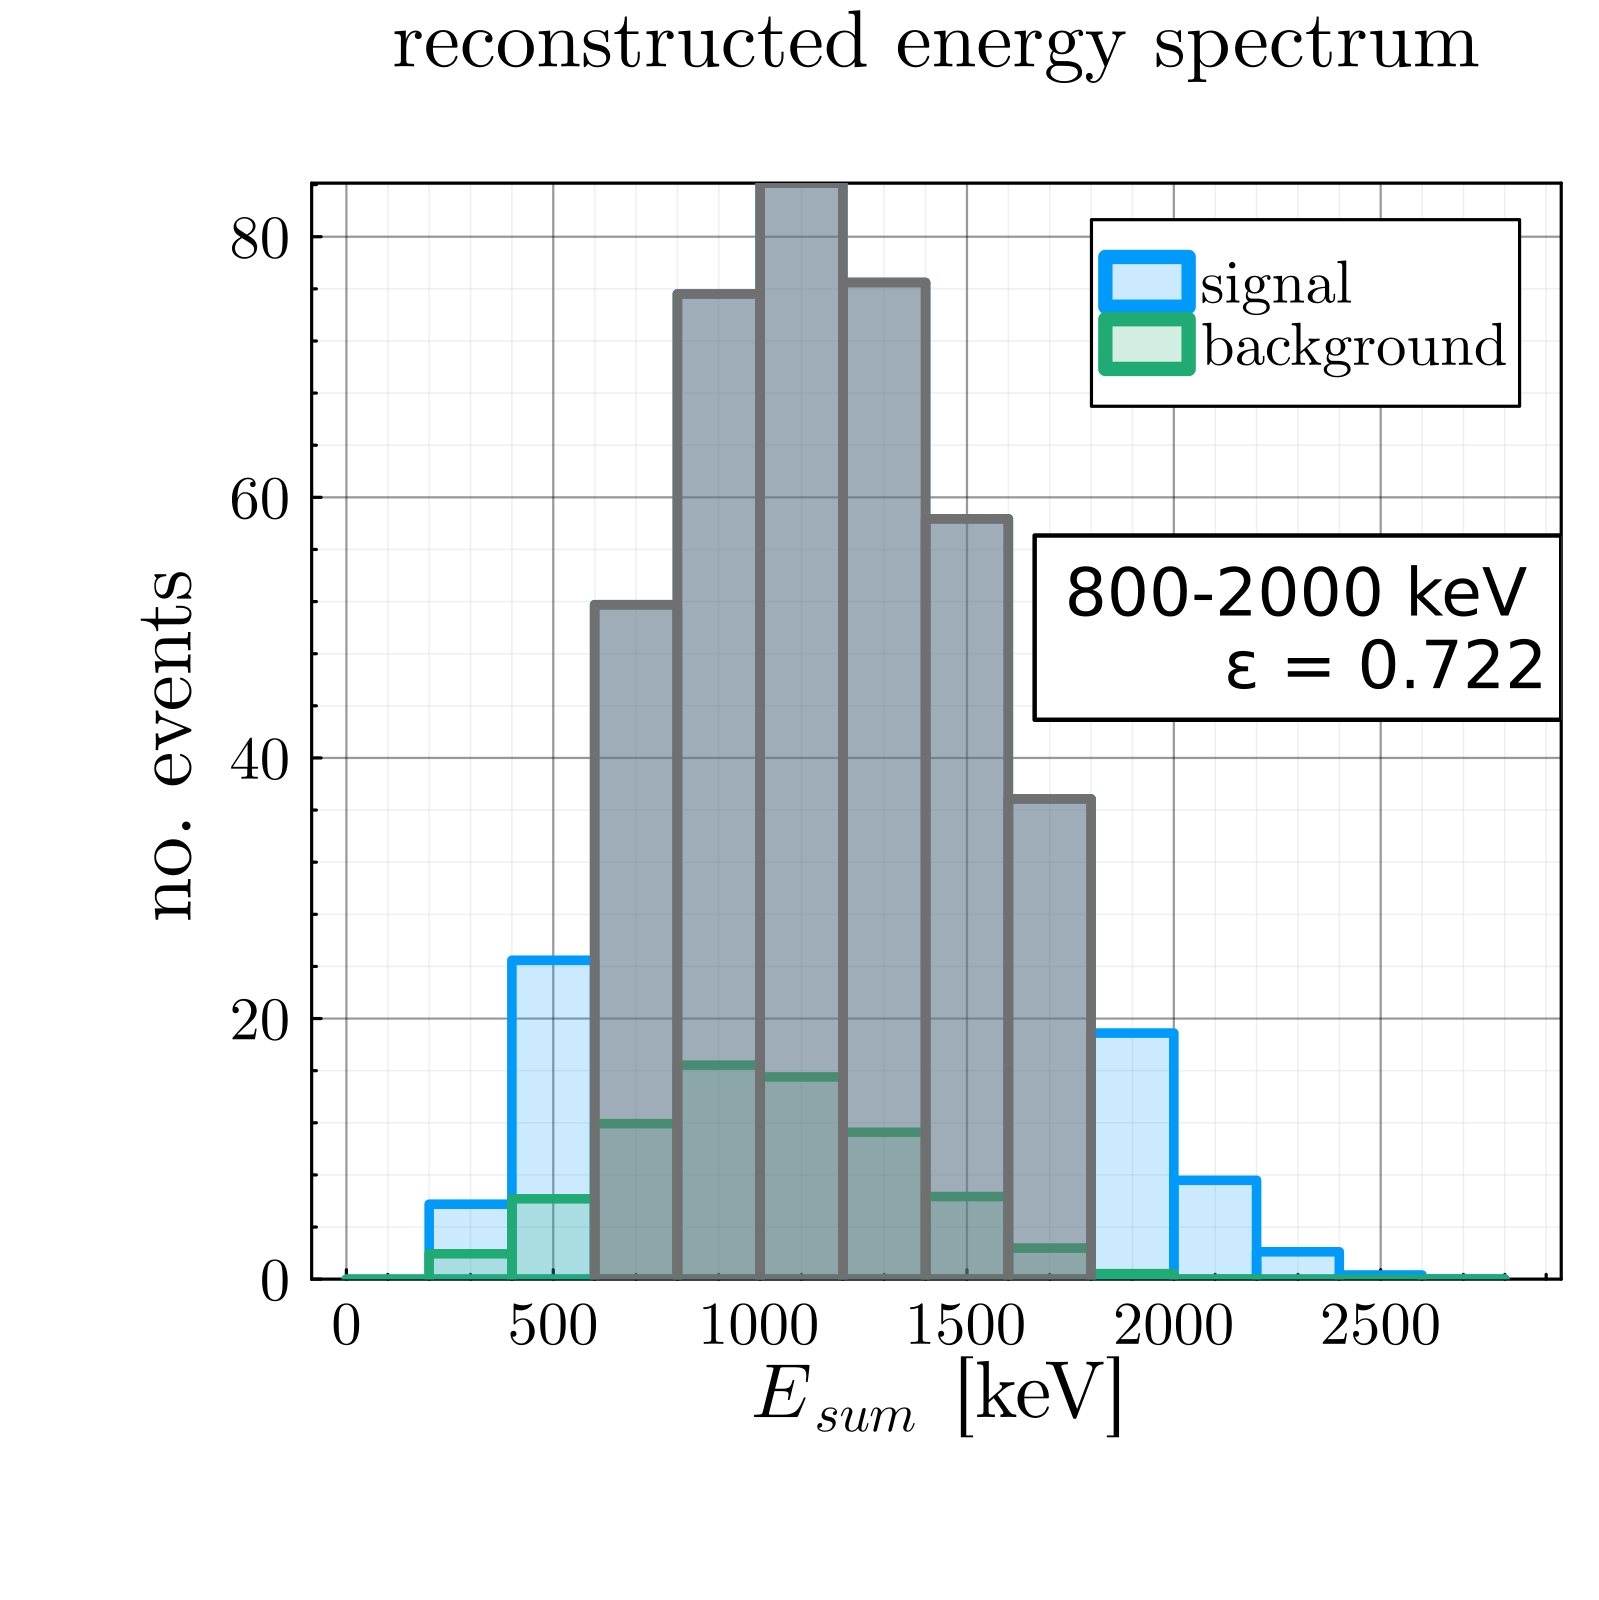 reconstructed energy spectrum
80
60
40
20
0
no. events
signal
background
800-2000 keV
ε = 0.722
0 500 1000 1500 2000 2500
E_sum [keV]